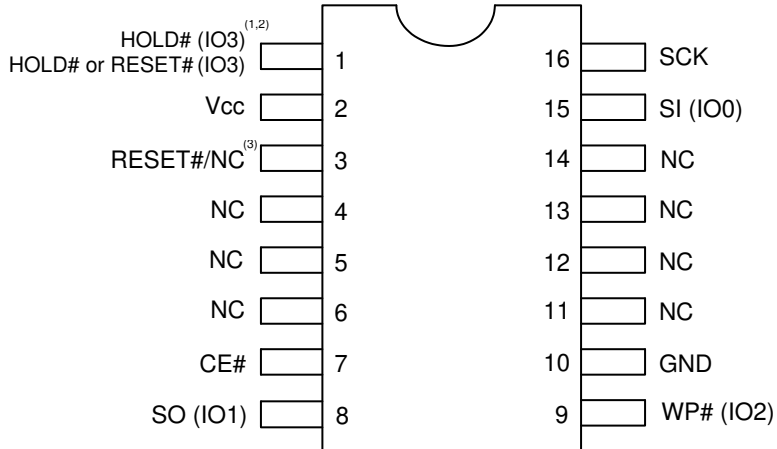 HOLD# (IO3)(1,2)
HOLD# or RESET# (IO3)
1
16
SCK
Vcc
2
15
SI (IO0)
RESET#/NC(3)
3
14
NC
NC
4
13
NC
NC
5
12
NC
NC
6
11
NC
CE#
7
10
GND
SO (IO1)
8
9
WP# (IO2)